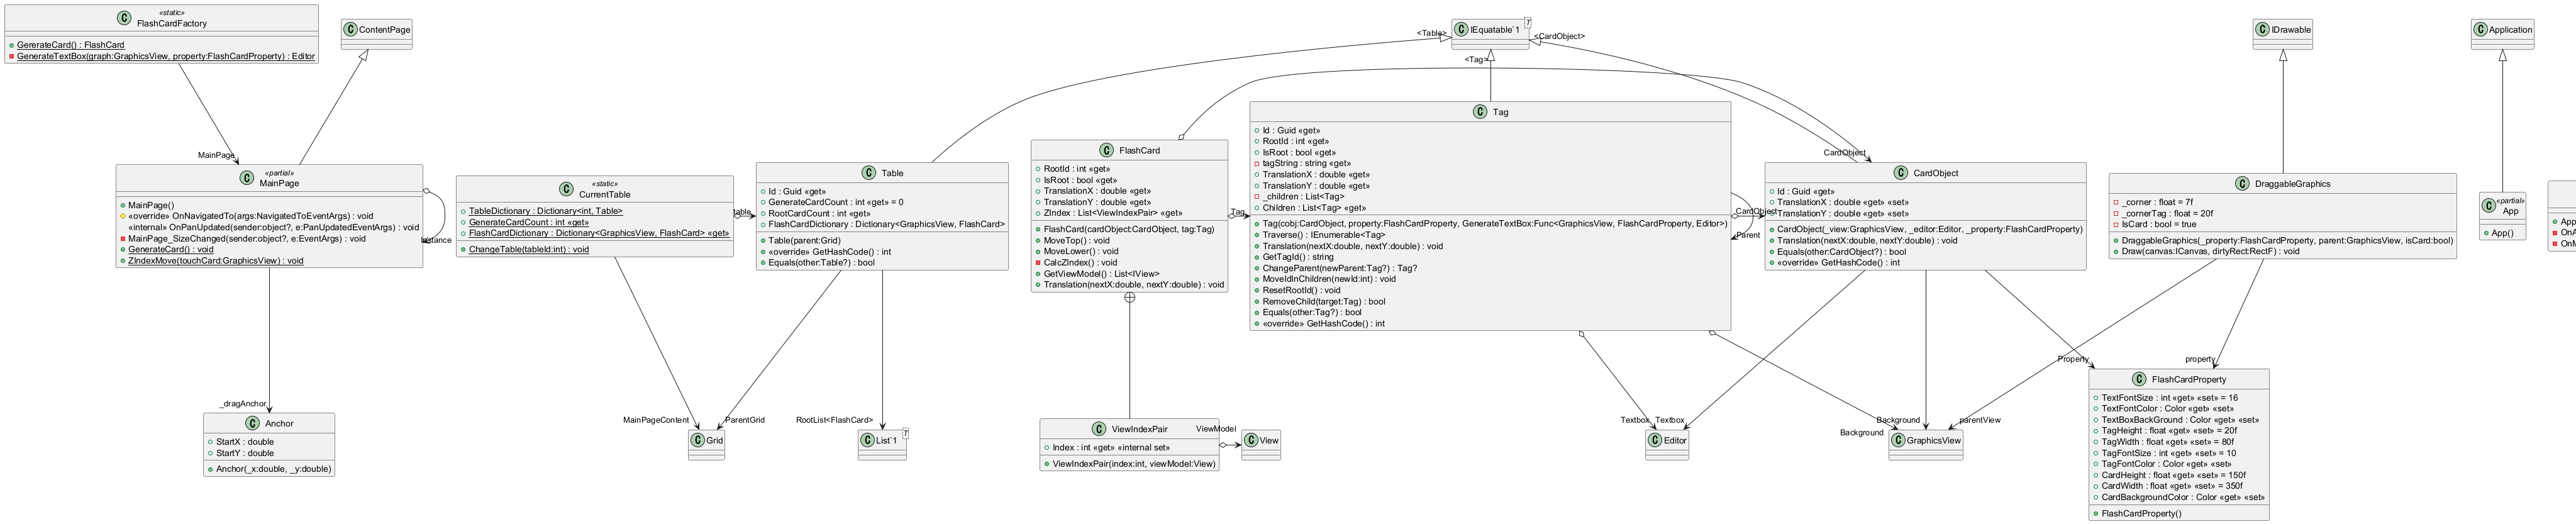 «static»
FlashCardFactory
GererateCard() : FlashCard
GenerateTextBox(graph:GraphicsView, property:FlashCardProperty) : Editor
C ContentPage
C IEquatable`1 T
C IDrawable
C Application
<Table>
<CardObject>
<Tag>
MainPage
«partial»
C MainPage
MainPage()
«override» OnNavigatedTo(args:NavigatedToEventArgs) : void
«internal» OnPanUpdated(sender:object?, e:PanUpdatedEventArgs) : void
MainPage_SizeChanged(sender:object?, e:EventArgs) : void
GenerateCard() : void
ZIndexMove(touchCard:GraphicsView) : void
Instance
«static»
C CurrentTable
TableDictionary : Dictionary<int, Table>
GenerateCardCount : int «get»
FlashCardDictionary : Dictionary<GraphicsView, FlashCard> «get»
ChangeTable(tableId:int) : void
table
C Table
Id : Guid «get»
GenerateCardCount : int «get» = 0
RootCardCount : int «get»
FlashCardDictionary : Dictionary<GraphicsView, FlashCard>
Table(parent:Grid)
«override» GetHashCode() : int
Equals(other:Table?) : bool
C FlashCard
RootId : int «get»
IsRoot : bool «get»
TranslationX : double «get»
TranslationY : double «get»
ZIndex : List<ViewIndexPair> «get»
FlashCard(cardObject:CardObject, tag:Tag)
MoveTop() : void
MoveLower() : void
CalcZIndex() : void
GetViewModel() : List<IView>
Translation(nextX:double, nextY:double) : void
Tag
C Tag
Id : Guid «get»
RootId : int «get»
IsRoot : bool «get»
tagString : string «get»
TranslationX : double «get»
TranslationY : double «get»
_children : List<Tag>
Children : List<Tag> «get»
Tag(cobj:CardObject, property:FlashCardProperty, GenerateTextBox:Func<GraphicsView, FlashCardProperty, Editor>)
Traverse() : IEnumerable<Tag>
Translation(nextX:double, nextY:double) : void
GetTagId() : string
ChangeParent(newParent:Tag?) : Tag?
MoveIdInChildren(newId:int) : void
ResetRootId() : void
RemoveChild(target:Tag) : bool
Equals(other:Tag?) : bool
«override» GetHashCode() : int
Parent
CardObject
CardObject
C CardObject
Id : Guid «get»
TranslationX : double «get» «set»
TranslationY : double «get» «set»
CardObject(_view:GraphicsView, _editor:Editor, _property:FlashCardProperty)
Translation(nextX:double, nextY:double) : void
Equals(other:CardObject?) : bool
«override» GetHashCode() : int
C DraggableGraphics
_corner : float = 7f
_cornerTag : float = 20f
IsCard : bool = true
DraggableGraphics(_property:FlashCardProperty, parent:GraphicsView, isCard:bool)
Draw(canvas:ICanvas, dirtyRect:RectF) : void
«partial»
C App
App()
_dragAnchor
C Anchor
StartX : double
StartY : double
Anchor(_x:double, _y:double)
MainPageContent
ParentGrid
C Grid
RootList<FlashCard>
C List`1 T
C ViewIndexPair
Index : int «get» «internal set»
ViewIndexPair(index:int, viewModel:View)
ViewModel
C View
Textbox
Textbox
C Editor
Background
Background
parentView
C GraphicsView
Property
property
C FlashCardProperty
TextFontSize : int «get» «set» = 16
TextFontColor : Color «get» «set»
TextBoxBackGround : Color «get» «set»
TagHeight : float «get» «set» = 20f
TagWidth : float «get» «set» = 80f
TagFontSize : int «get» «set» = 10
TagFontColor : Color «get» «set»
CardHeight : float «get» «set» = 150f
CardWidth : float «get» «set» = 350f
CardBackgroundColor : Color «get» «set»
FlashCardProperty()